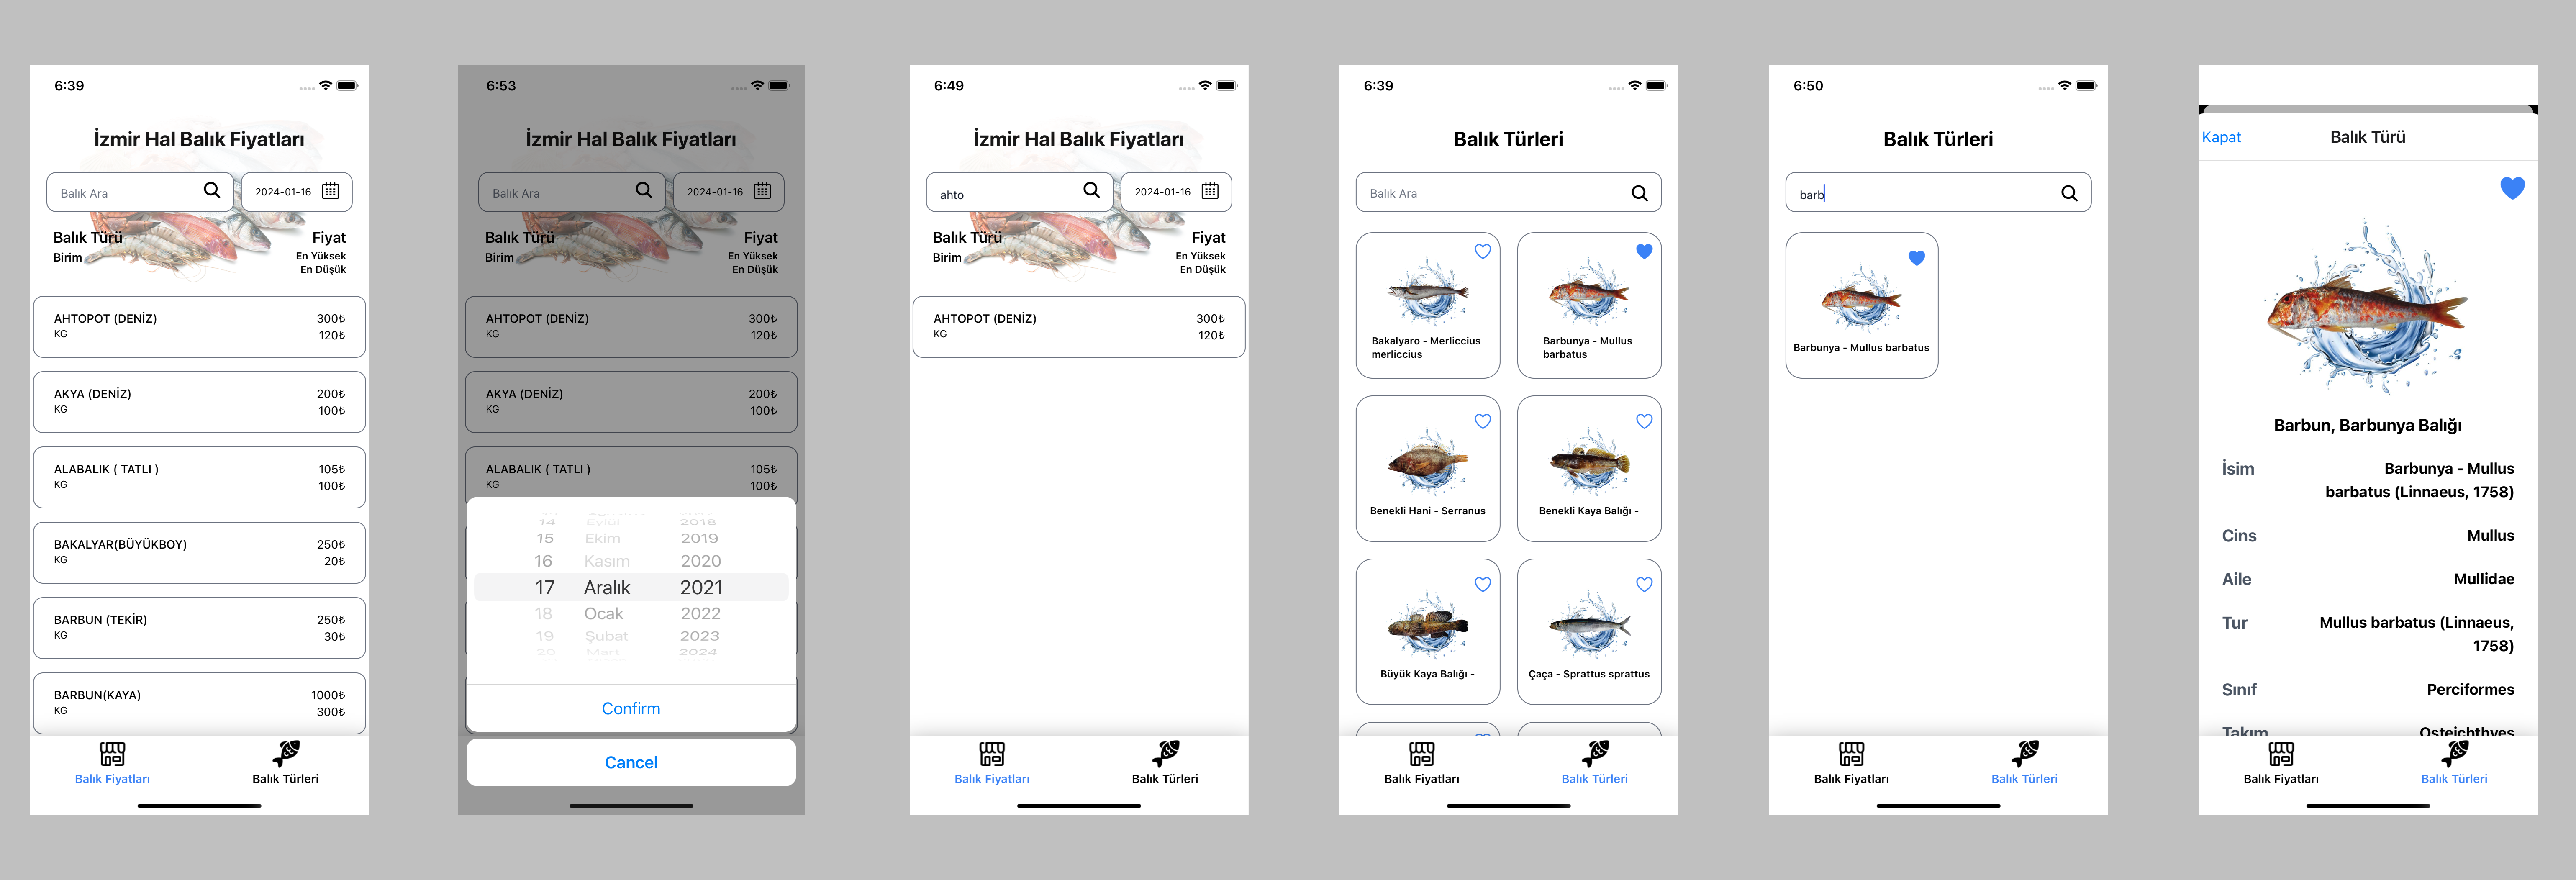 6:39
İzmir Hal Balık Fiyatları
Balık Ara
2024-01-16
Balık Türü
Fiyat
Birim
En Yüksek
En Düşük
AHTOPOT (DENİZ)
300₺
KG
120₺
AKYA (DENİZ)
200₺
KG
100₺
ALABALIK ( TATLI )
105₺
KG
100₺
BAKALYAR(BÜYÜKBOY)
250₺
KG
20₺
BARBUN (TEKİR)
250₺
KG
30₺
BARBUN(KAYA)
1000₺
KG
300₺
Balık Fiyatları
Balık Türleri
6:53
İzmir Hal Balık Fiyatları
Balık Ara
2024-01-16
Balık Türü
Fiyat
Birim
En Yüksek
En Düşük
AHTOPOT (DENİZ)
300₺
KG
120₺
AKYA (DENİZ)
200₺
KG
100₺
ALABALIK ( TATLI )
105₺
KG
100₺
14 Eylül 2018
15 Ekim 2019
16 Kasım 2020
17 Aralık 2021
18 Ocak 2022
19 Şubat 2023
20 Mart 2024
Confirm
Cancel
6:49
İzmir Hal Balık Fiyatları
ahto
2024-01-16
Balık Türü
Fiyat
Birim
En Yüksek
En Düşük
AHTOPOT (DENİZ)
300₺
KG
120₺
Balık Fiyatları
Balık Türleri
6:39
Balık Türleri
Balık Ara
Bakalyaro - Merliccius
merliccius
Barbunya - Mullus
barbatus
Benekli Hani - Serranus
Benekli Kaya Balığı -
Büyük Kaya Balığı -
Çaça - Sprattus sprattus
Balık Fiyatları
Balık Türleri
6:50
Balık Türleri
barb
Barbunya - Mullus barbatus
Balık Fiyatları
Balık Türleri
Kapat
Balık Türü
Barbun, Barbunya Balığı
İsim
Barbunya - Mullus
barbatus (Linnaeus, 1758)
Cins
Mullus
Aile
Mullidae
Tur
Mullus barbatus (Linnaeus,
1758)
Sınıf
Perciformes
Takım
Osteichthyes
Balık Fiyatları
Balık Türleri